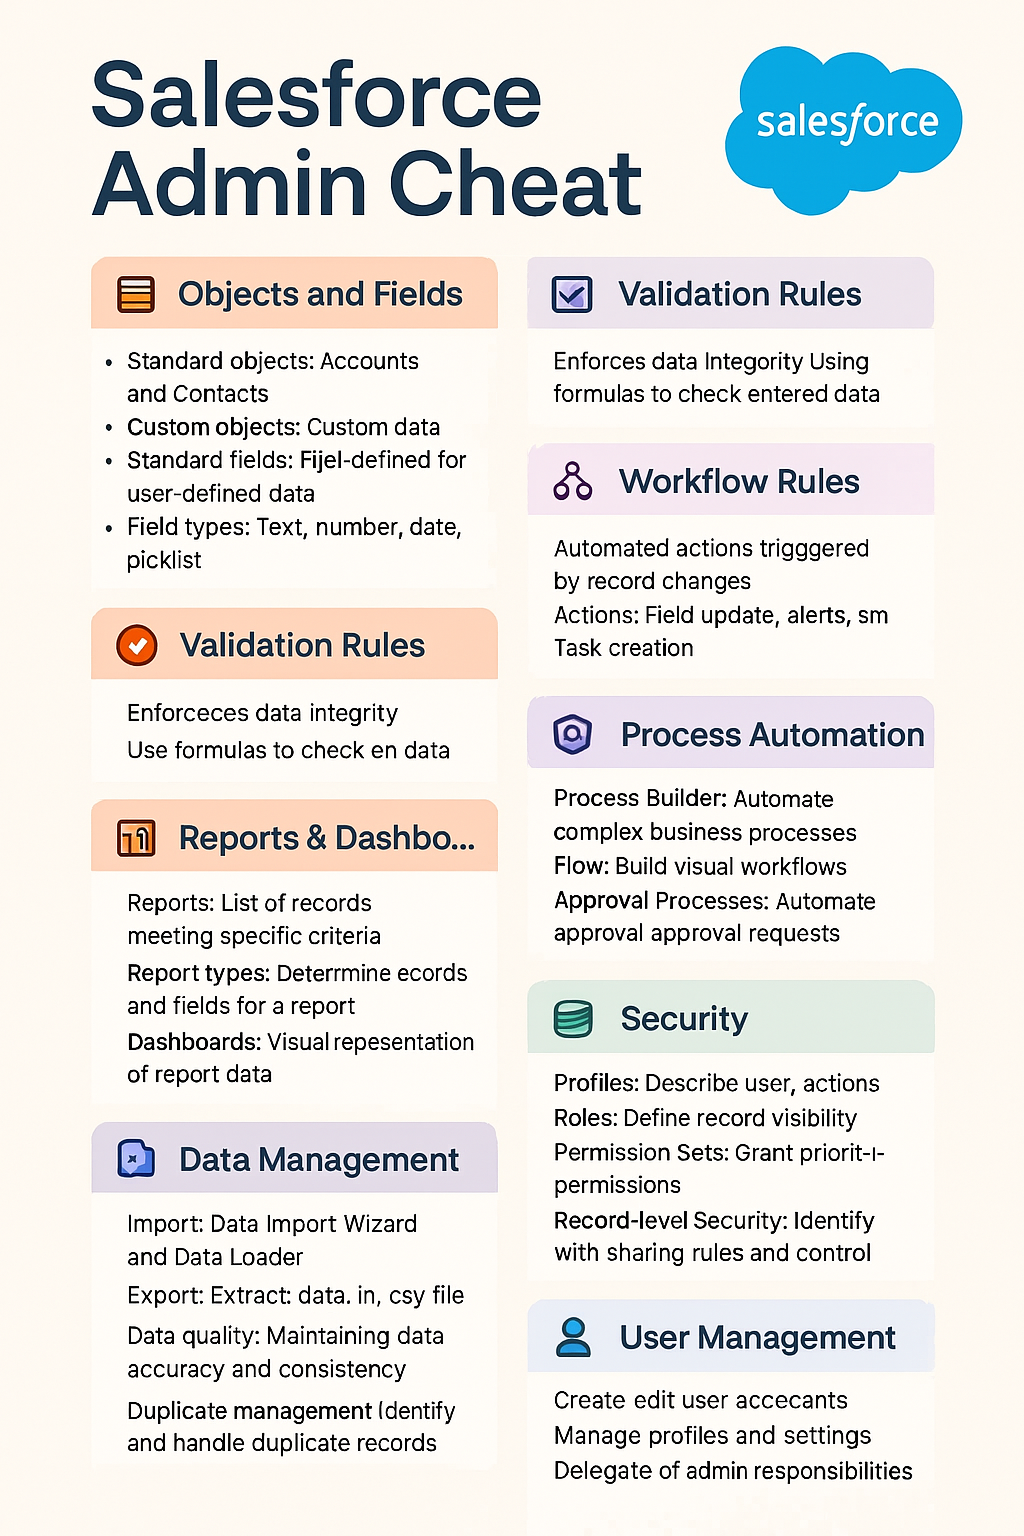 Salesforce
Admin Cheat
salesforce
Objects and Fields
• Standard objects: Accounts
and Contacts
• Custom objects: Custom data
• Standard fields: Fijel-defined for
user-defined data
• Field types: Text, number, date,
picklist
Validation Rules
Enforceces data integrity
Use formulas to check en data
Reports & Dashbo...
Reports: List of records
meeting specific criteria
Report types: Deterrmine ecords
and fields for a report
Dashboards: Visual repesentation
of report data
Data Management
Import: Data Import Wizard
and Data Loader
Export: Extract: data. in, csy file
Data quality: Maintaining data
accuracy and consistency
Duplicate management Identify
and handle duplicate records
Validation Rules
Enforces data Integority Using
formulas to check entered data
Workflow Rules
Automated actions trigggered
by record changes
Actions: Field update, alerts, sm
Task creation
Process Automation
Process Builder: Automate
complex business processes
Flow: Build visual workflows
Approval Processes: Automate
approval approval requests
Security
Profiles: Describe user, actions
Roles: Define record visibility
Permission Sets: Grant priorit-ı-
permissions
Record-level Security: Identify
with sharing rules and control
User Management
Create edit user accecants
Manage profiles and settings
Delegate of admin responsibilities